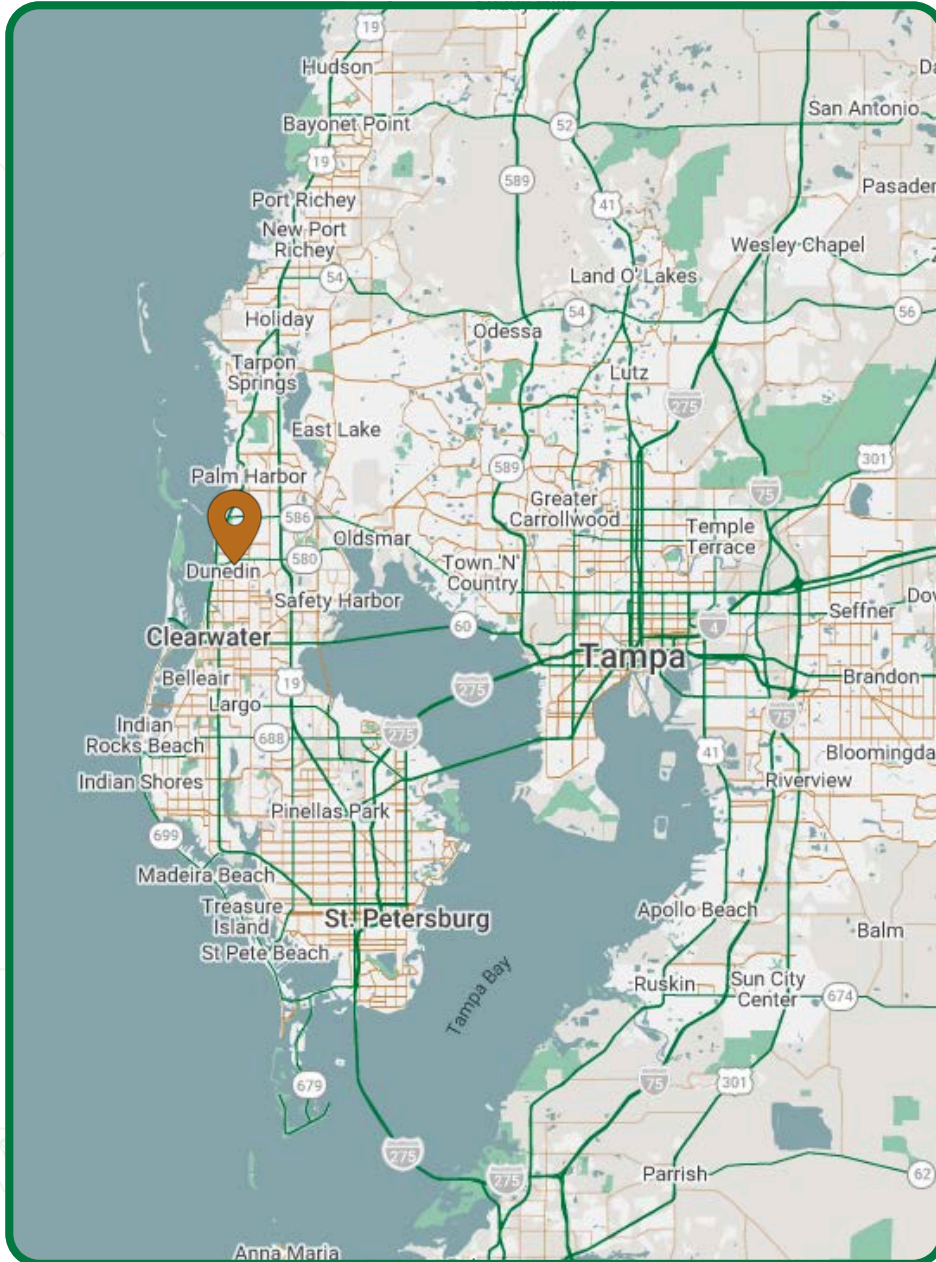 19
Hudson
San Antonio
Bayonet Point
52
19
589
Pasader
Port Richey
41
New Port
Richey
Wesley Chapel
54
Land O' Lakes
Holiday
54
56
Odessa
Tarpon
Springs
Lutz
275
East Lake
301
589
Palm Harbor
75
Greater
Carrollwood
586
Temple
Terrace
Oldsmar
580
Town 'N'
Country
Dunedin
Safety Harbor
Seffner
Dov
60
4
Clearwater
Tampa
Belleair
19
275
Brandon
Largo
75
Indian
Rocks Beach
688
275
41
Bloomingda
Indian Shores
Riverview
Pinellas Park
699
Madeira Beach
Treasure
Island
St. Petersburg
Apollo Beach
Balm
St Pete Beach
Tampa Bay
Ruskin
Sun City
Center
674
679
75
301
275
275
Parrish
62
Anna Maria